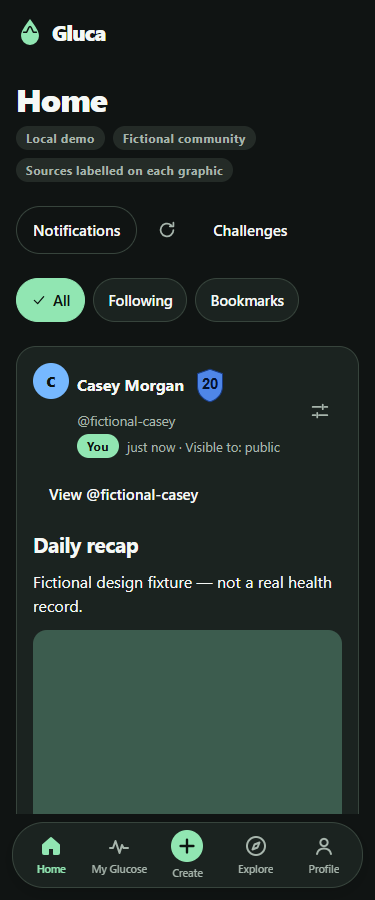 Gluca
Home
Local demo
Fictional community
Sources labelled on each graphic
Notifications
Challenges
All
Following
Bookmarks
C
Casey Morgan
20
@fictional-casey
You
just now · Visible to: public
View @fictional-casey
Daily recap
Fictional design fixture — not a real health
record.
Home
My Glucose
Create
Explore
Profile